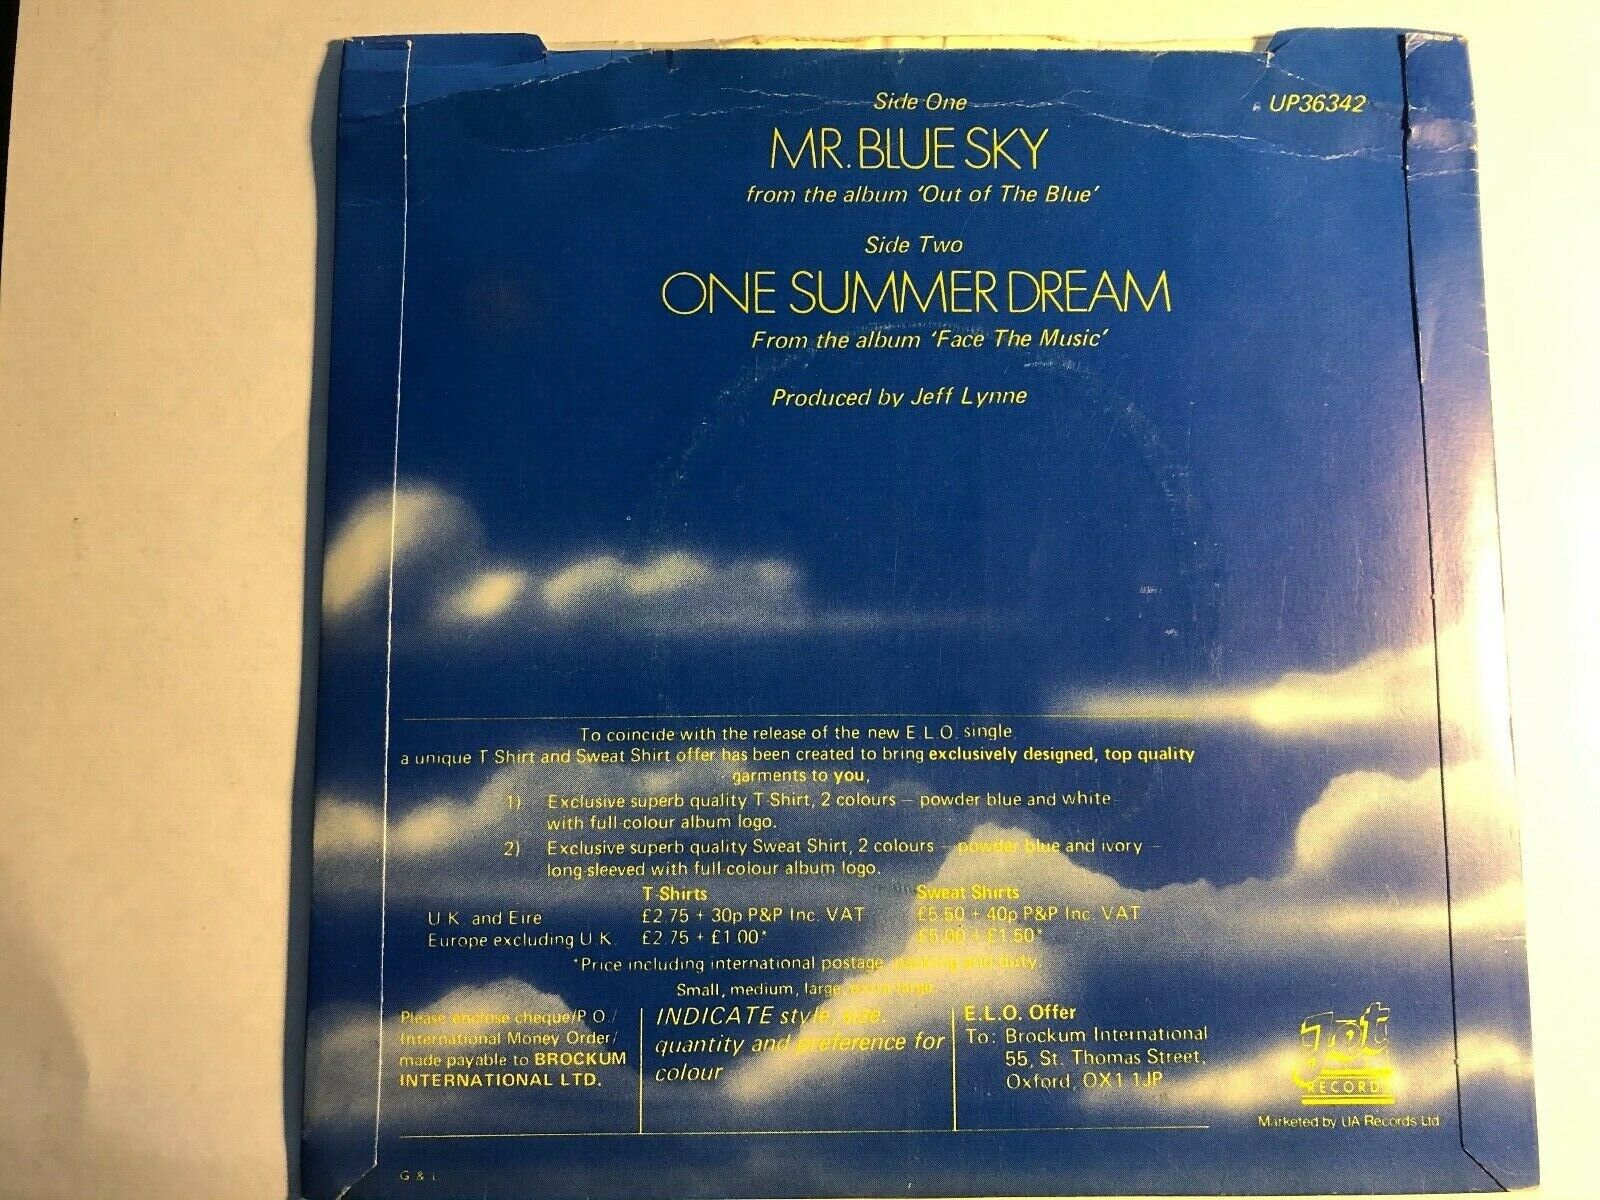 Side One
UP36342
MR. BLUE SKY
from the album 'Out of The Blue'
Side Two
ONE SUMMER DREAM
From the album 'Face The Music'
Produced by Jeff Lynne
To coincide with the release of the new E.L.O. single,
a unique T Shirt and Sweat Shirt offer has been created to bring exclusively designed, top quality
garments to you,
1) Exclusive superb quality T-Shirt, 2 colours – powder blue and white –
with full-colour album logo.
2) Exclusive superb quality Sweat Shirt, 2 colours – powder blue and ivory –
long-sleeved with full-colour album logo.
T-Shirts Sweat Shirts
U.K. and Eire £2.75 + 30p P&P Inc. VAT £5.50 + 40p P&P Inc. VAT
Europe excluding U.K. £2.75 + £1.00* £5.00 + £1.50*
*Price including international postage, packing and duty.
Small, medium, large, extra large
Please enclose cheque/P.O./
International Money Order/
made payable to BROCKUM
INTERNATIONAL LTD.
INDICATE style, size,
quantity and preference for
colour
E.L.O. Offer
To: Brockum International
55, St. Thomas Street,
Oxford, OX1 1JP
jet
RECORDS
Marketed by UA Records Ltd
G & L